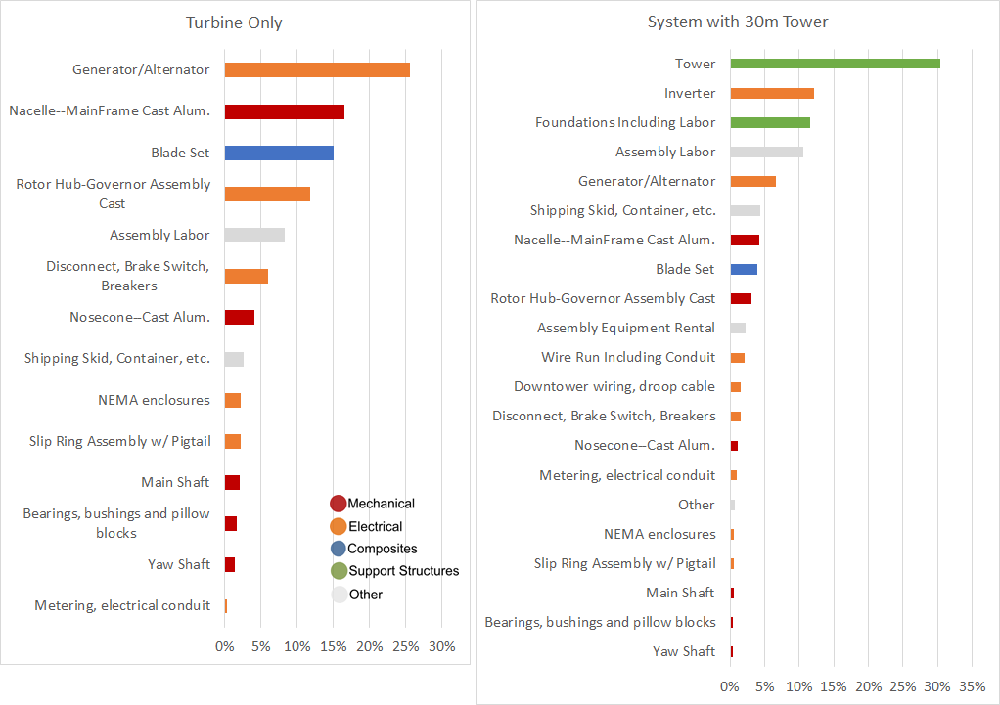 Turbine Only
Generator/Alternator
Nacelle--MainFrame Cast Alum.
Blade Set
Rotor Hub-Governor Assembly
Cast
Assembly Labor
Disconnect, Brake Switch,
Breakers
Nosecone--Cast Alum.
Shipping Skid, Container, etc.
NEMA enclosures
Slip Ring Assembly w/ Pigtail
Main Shaft
Bearings, bushings and pillow
blocks
Yaw Shaft
Metering, electrical conduit
0% 5% 10% 15% 20% 25% 30%
Mechanical
Electrical
Composites
Support Structures
Other
System with 30m Tower
Tower
Inverter
Foundations Including Labor
Assembly Labor
Generator/Alternator
Shipping Skid, Container, etc.
Nacelle--MainFrame Cast Alum.
Blade Set
Rotor Hub-Governor Assembly Cast
Assembly Equipment Rental
Wire Run Including Conduit
Downtower wiring, droop cable
Disconnect, Brake Switch, Breakers
Nosecone--Cast Alum.
Metering, electrical conduit
Other
NEMA enclosures
Slip Ring Assembly w/ Pigtail
Main Shaft
Bearings, bushings and pillow blocks
Yaw Shaft
0% 5% 10% 15% 20% 25% 30% 35%